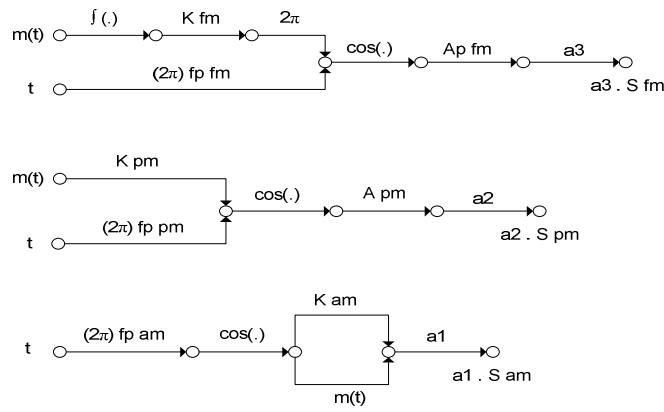 ∫(.) K fm 2π
m(t) cos(.) Ap fm a3
(2π) fp fm
t a3 . S fm
K pm
m(t) cos(.) A pm a2
(2π) fp pm
t a2 . S pm
K am
t (2π) fp am cos(.) a1
a1 . S am
m(t)